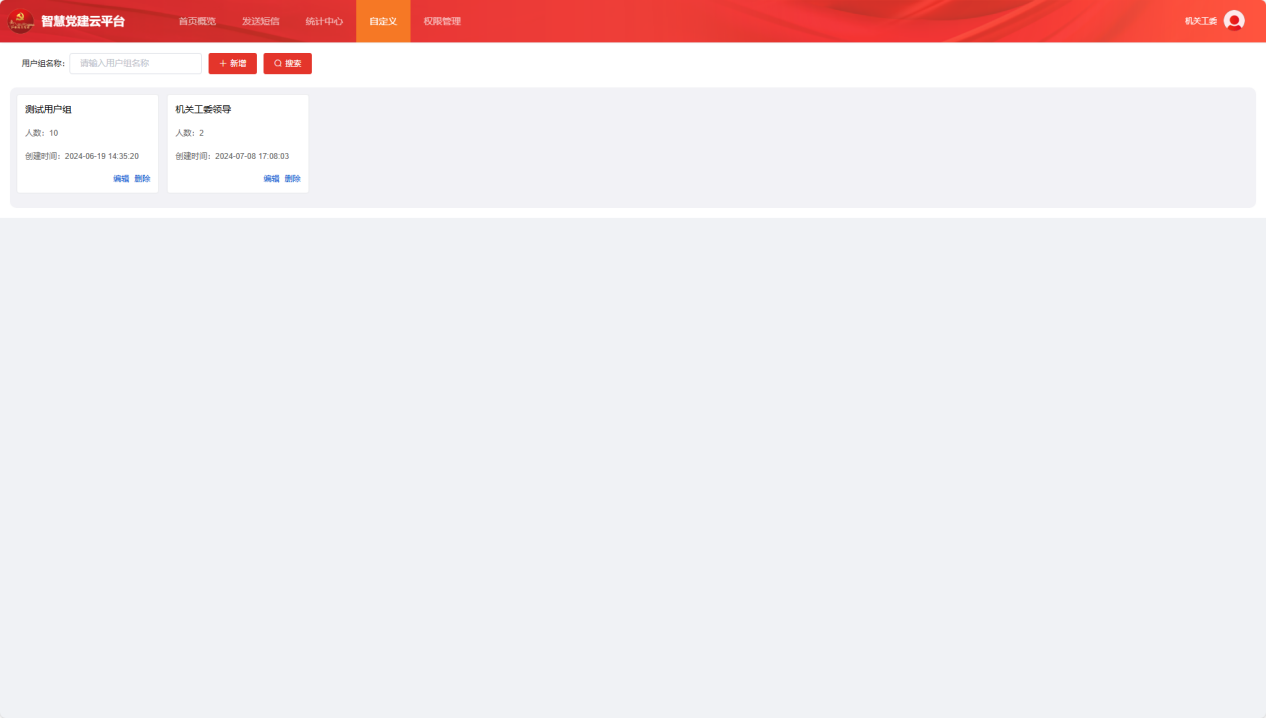 智慧党建云平台 首页概览 发送短信 统计中心 自定义 权限管理 机关工委
用户组名称: 请输入用户组名称 新增 搜索
测试用户组
人数：10
创建时间：2024-06-19 14:35:20
编辑 删除
机关工委领导
人数：2
创建时间：2024-07-08 17:08:03
编辑 删除